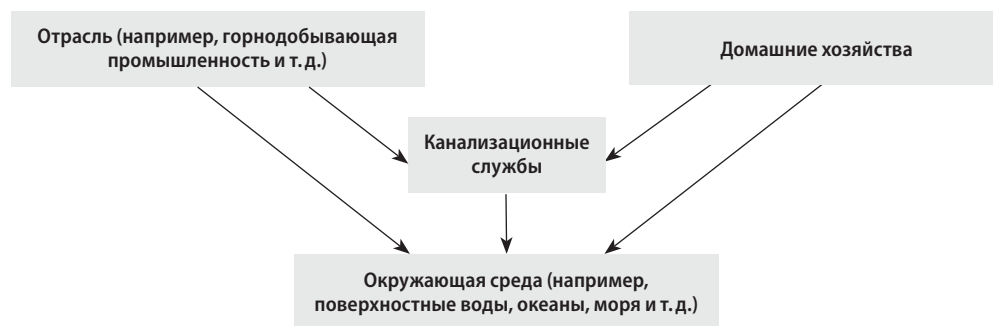 Отрасль (например, горнодобывающая
промышленность и т. д.)
Домашние хозяйства
Канализационные
службы
Окружающая среда (например,
поверхностные воды, океаны, моря и т. д.)